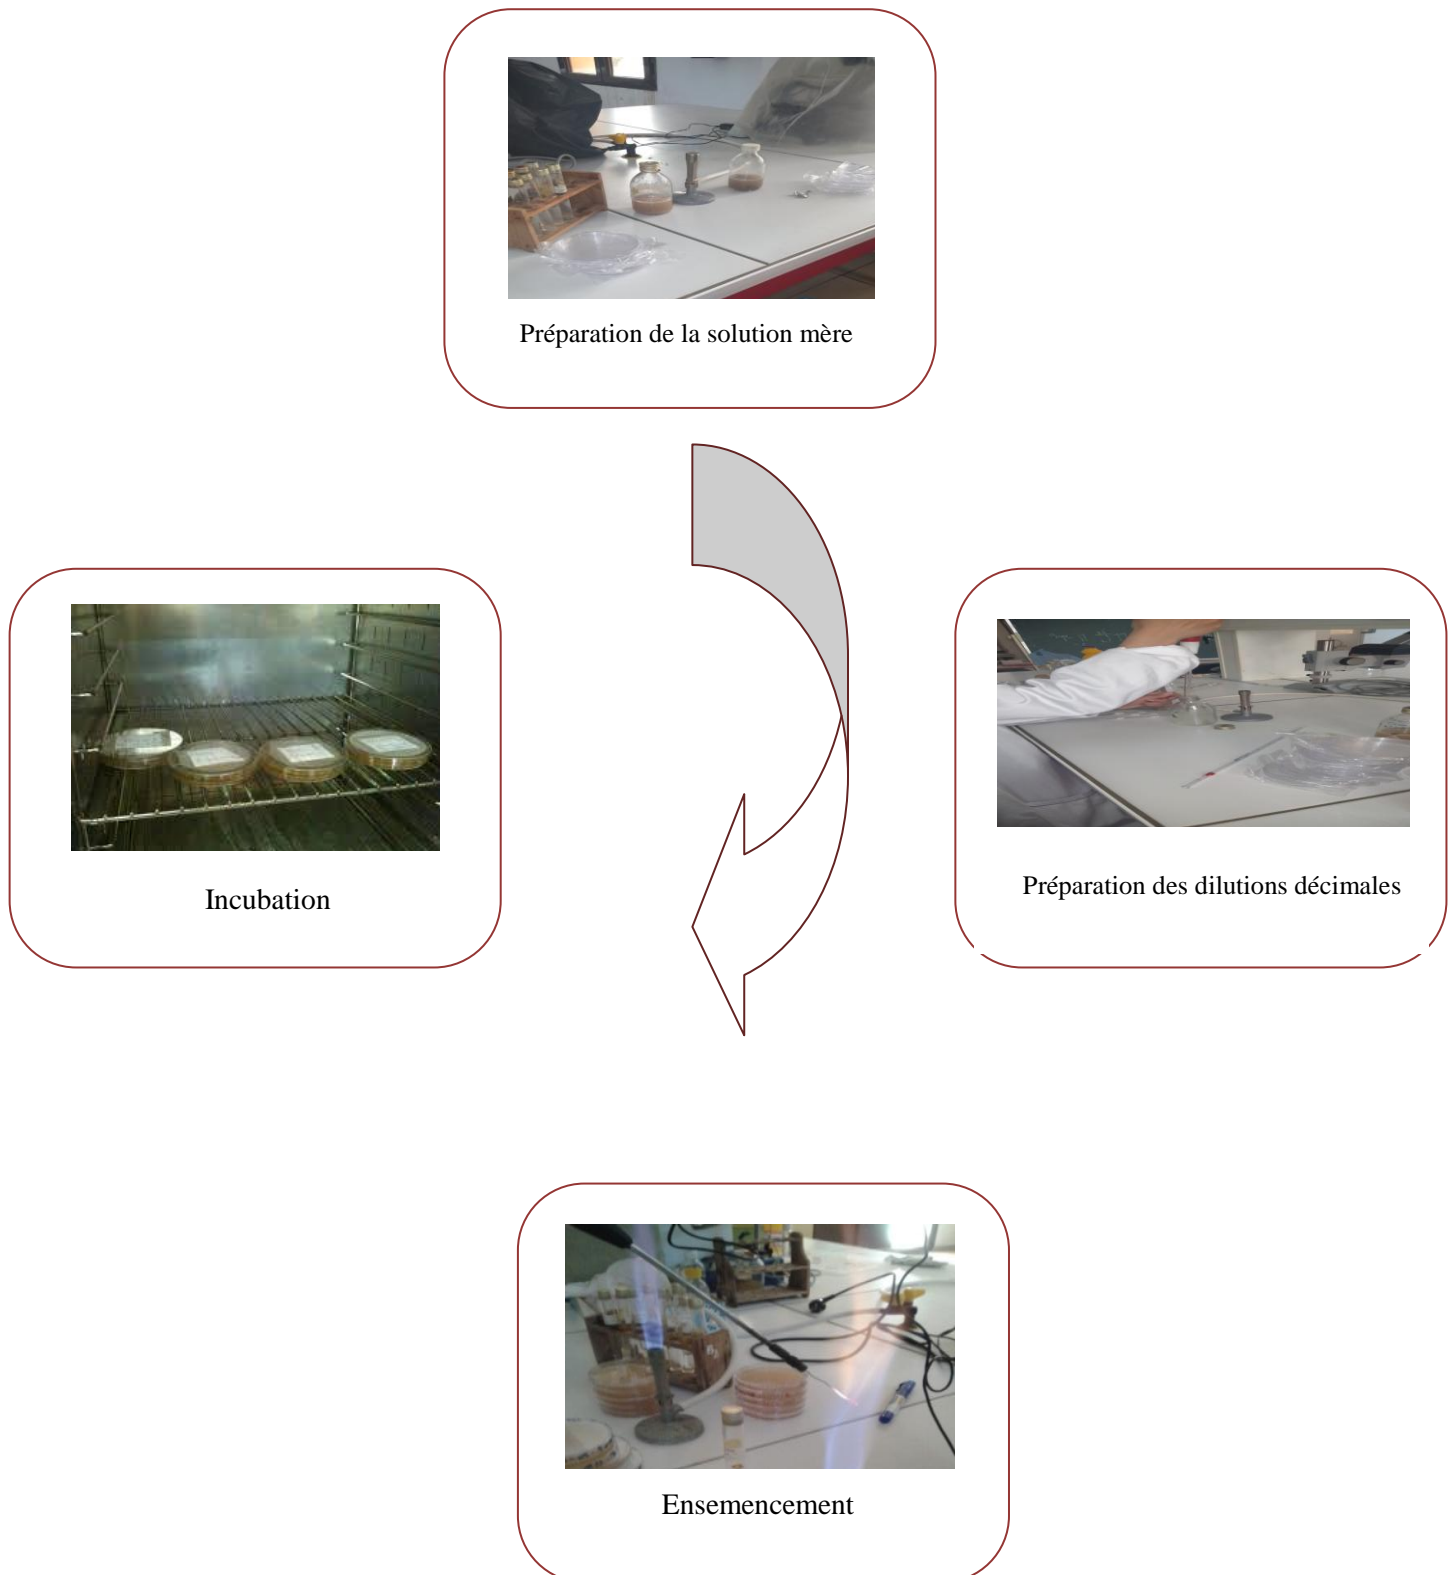 Préparation de la solution mère
Préparation des dilutions décimales
Ensemencement
Incubation